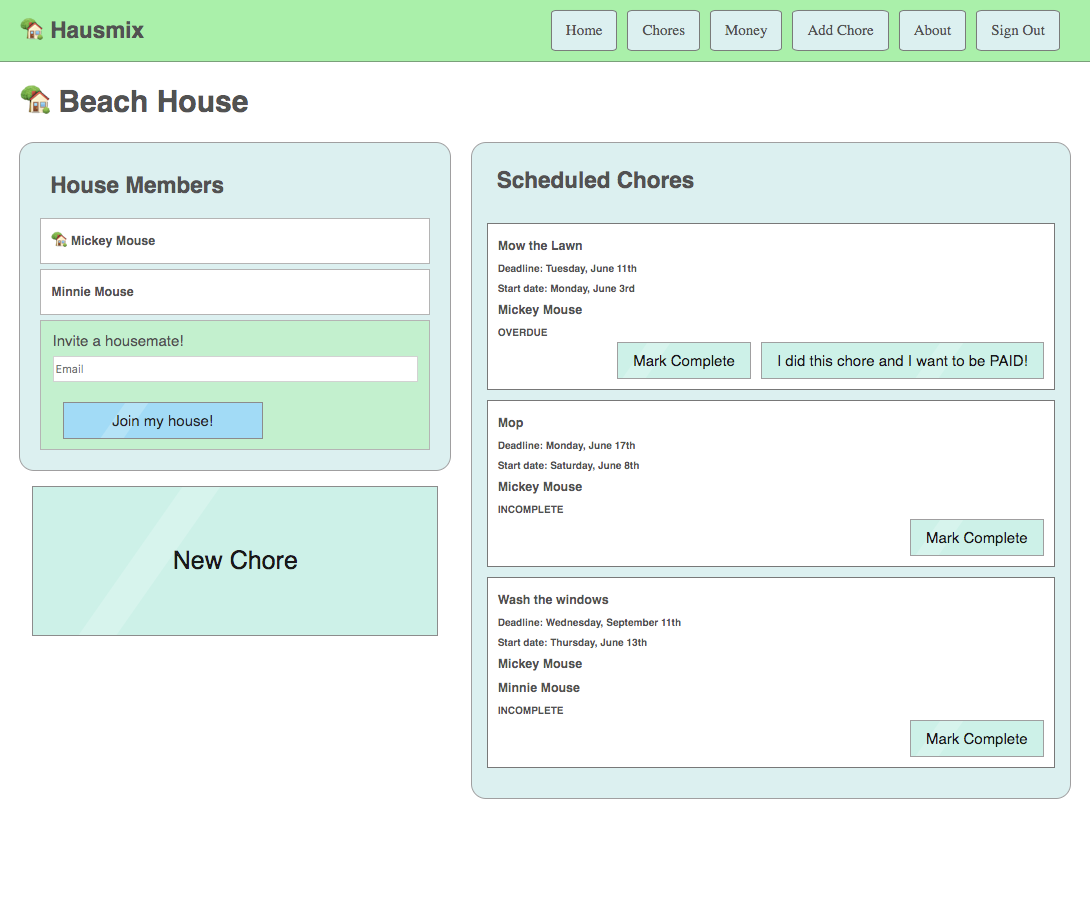 Hausmix
Home
Chores
Money
Add Chore
About
Sign Out
Beach House
House Members
Mickey Mouse
Minnie Mouse
Invite a housemate!
Email
Join my house!
New Chore
Scheduled Chores
Mow the Lawn
Deadline: Tuesday, June 11th
Start date: Monday, June 3rd
Mickey Mouse
OVERDUE
Mark Complete
I did this chore and I want to be PAID!
Mop
Deadline: Monday, June 17th
Start date: Saturday, June 8th
Mickey Mouse
INCOMPLETE
Mark Complete
Wash the windows
Deadline: Wednesday, September 11th
Start date: Thursday, June 13th
Mickey Mouse
Minnie Mouse
INCOMPLETE
Mark Complete